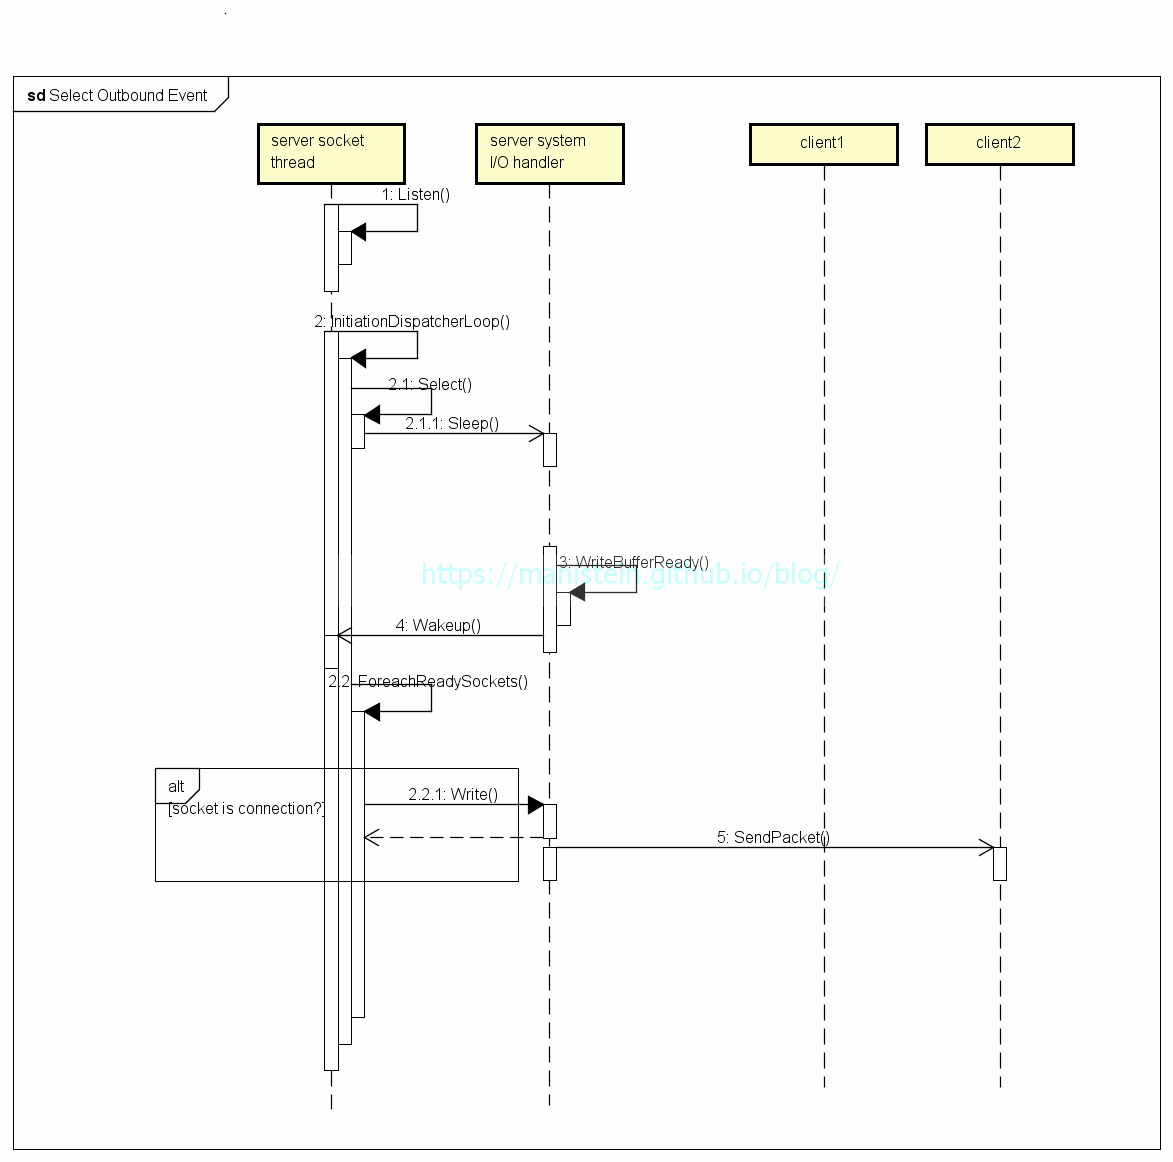 sd Select Outbound Event
server socket
thread
server system
I/O handler
client1
client2
1: Listen()
2: InitiationDispatcherLoop()
2.1: Select()
2.1.1: Sleep()
3: WriteBufferReady()
https://manistein.github.io/blog/
4: Wakeup()
2.2: ForeachReadySockets()
alt
[socket is connection?]
2.2.1: Write()
5: SendPacket()